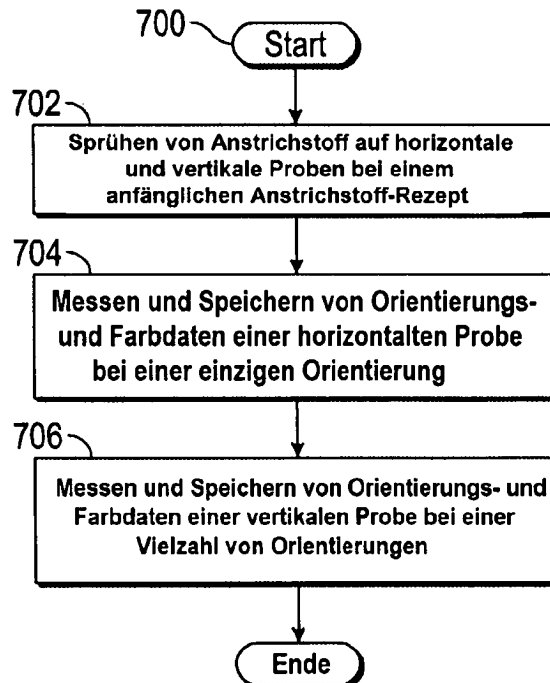 700
Start
702
Sprühen von Anstrichstoff auf horizontale
und vertikale Proben bei einem
anfänglichen Anstrichstoff-Rezept
704
Messen und Speichern von Orientierungs-
und Farbdaten einer horizontalten Probe
bei einer einzigen Orientierung
706
Messen und Speichern von Orientierungs- und
Farbdaten einer vertikalen Probe bei einer
Vielzahl von Orientierungen
Ende